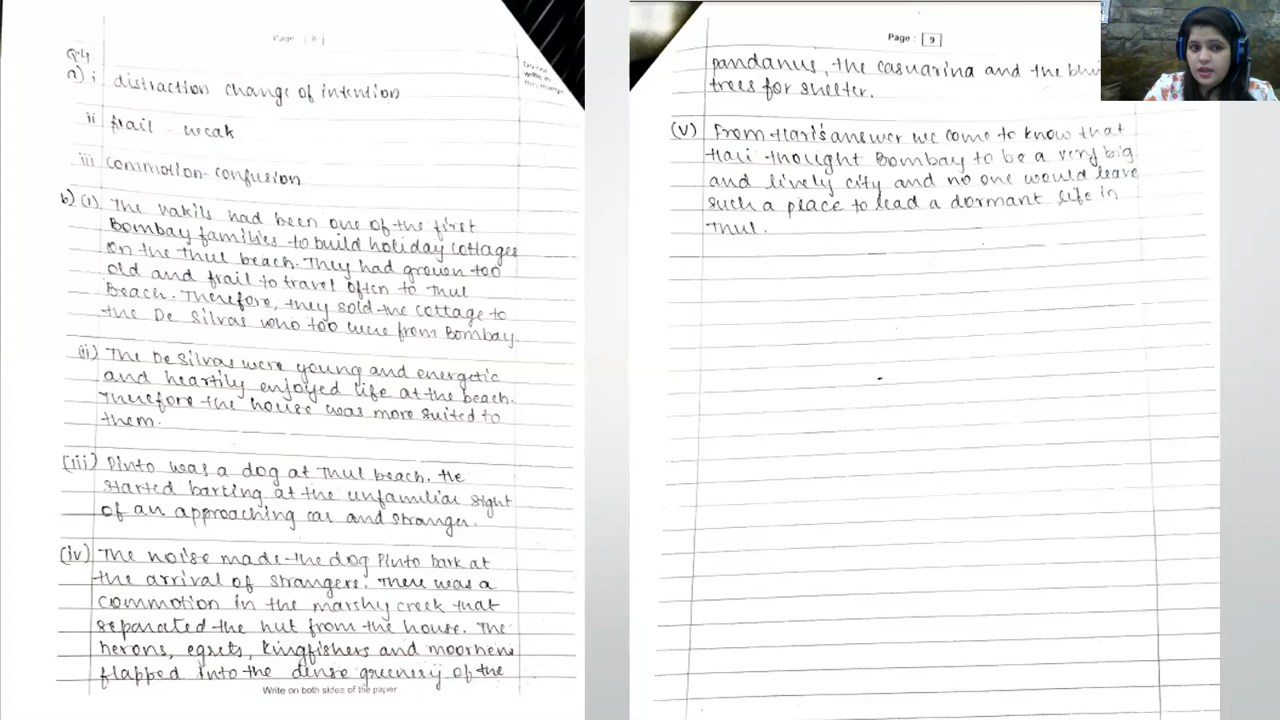 Page 8
Q4.
a) i distraction change of intention
ii frail - weak
iii commotion - confusion
b) (i) The vakils had been one of the first
Bombay families to build holiday cottages
on the Thul beach. They had grown too
old and frail to travel often to Thul
Beach. Therefore, they sold the cottage to
the De Silvas who too were from Bombay.
(ii) The De Silvas were young and energetic
and heartily enjoyed life at the beach.
Therefore the house was more suited to
them.
(iii) Pinto was a dog at Thul beach. He
started barking at the unfamiliar sight
of an approaching car and stranger.
(iv) The noise made the dog Pinto bark at
the arrival of strangers. There was a
commotion in the marshy creek that
separated the hut from the house. The
herons, egrets, kingfishers and moorhens
flapped into the dense greenery of the
Write on both sides of the paper
Page : 9
pandanus, the casuarina and the
trees for shelter.
(v) From Hari's answer we come to know that
Hari thought Bombay to be a very big
and lively city and no one would leave
such a place to lead a dormant life in
Thul.